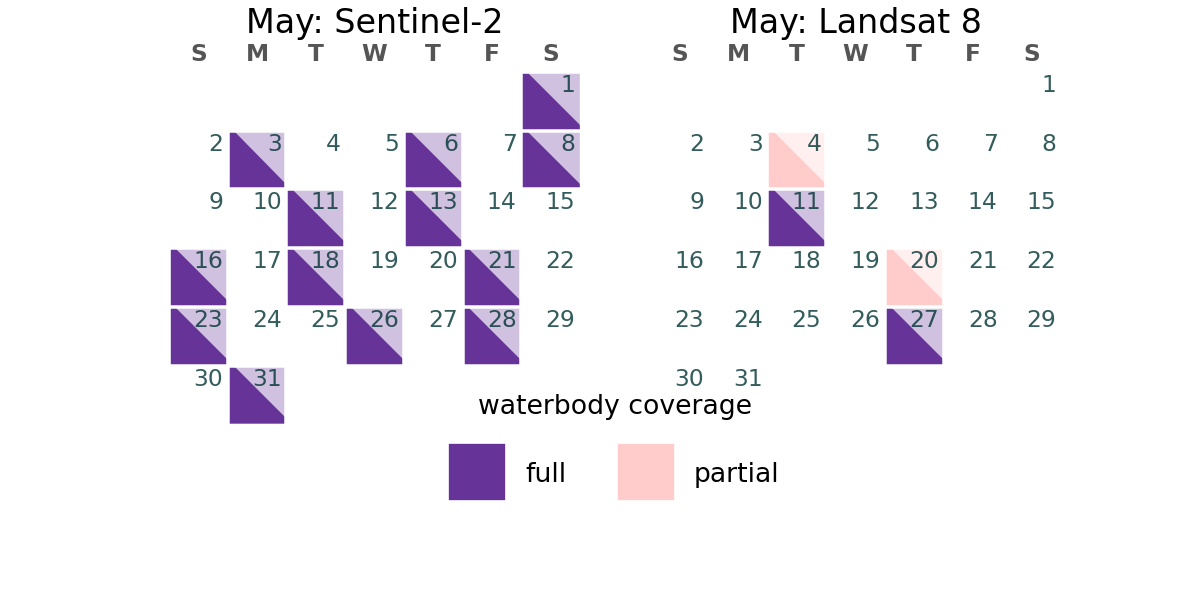 May: Sentinel-2
S M T W T F S
1
2 3 4 5 6 7 8
9 10 11 12 13 14 15
16 17 18 19 20 21 22
23 24 25 26 27 28 29
30 31
May: Landsat 8
S M T W T F S
1
2 3 4 5 6 7 8
9 10 11 12 13 14 15
16 17 18 19 20 21 22
23 24 25 26 27 28 29
30 31
waterbody coverage
full
partial